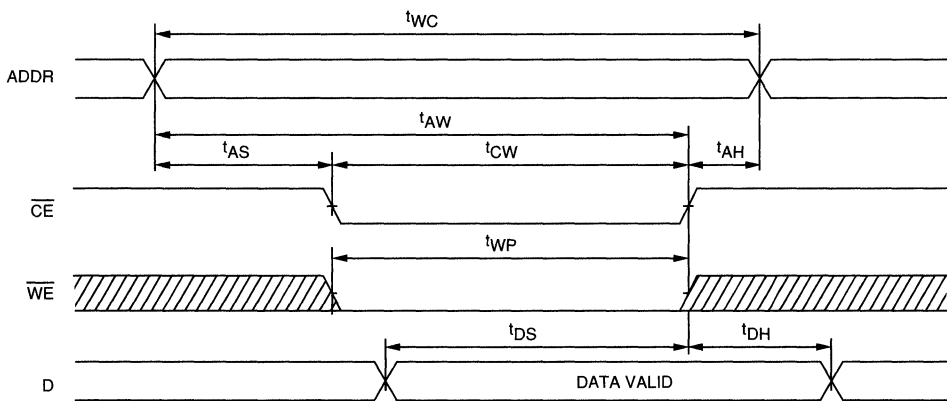 tWC
ADDR
tAW
tAS
tCW
tAH
CE
tWP
WE
tDS
tDH
D
DATA VALID